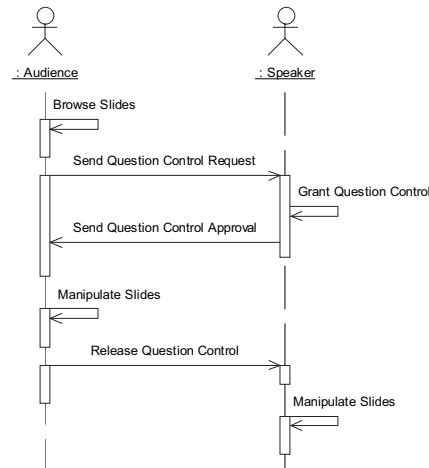 : Audience
: Speaker
Browse Slides
Send Question Control Request
Grant Question Control
Send Question Control Approval
Manipulate Slides
Release Question Control
Manipulate Slides